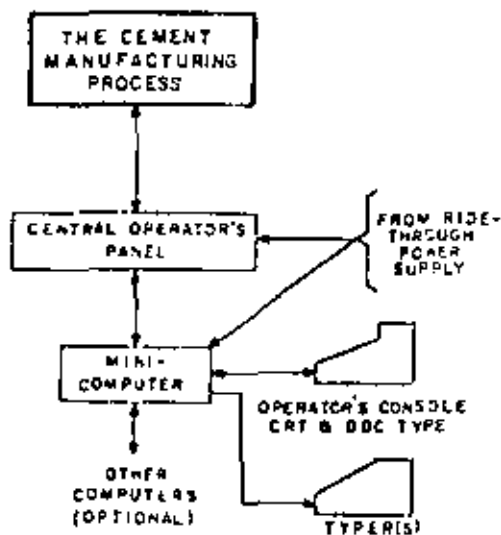 THE CEMENT
MANUFACTURING
PROCESS
CENTRAL OPERATOR'S
PANEL
FROM RIDE-
THROUGH
POWER
SUPPLY
MINI-
COMPUTER
OPERATOR'S CONSOLE
CRT & DDC TYPE
OTHER
COMPUTERS
(OPTIONAL)
TYPER(S)